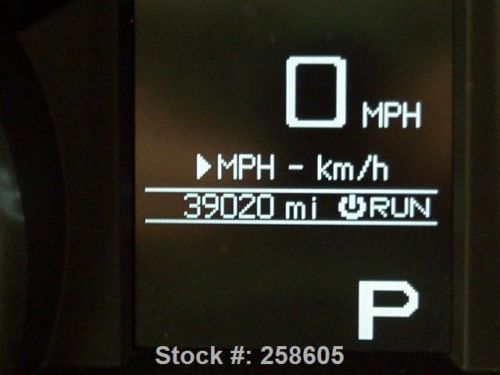 0 MPH
▶MPH - km/h
39020 mi ⏻RUN
P
Stock #: 258605